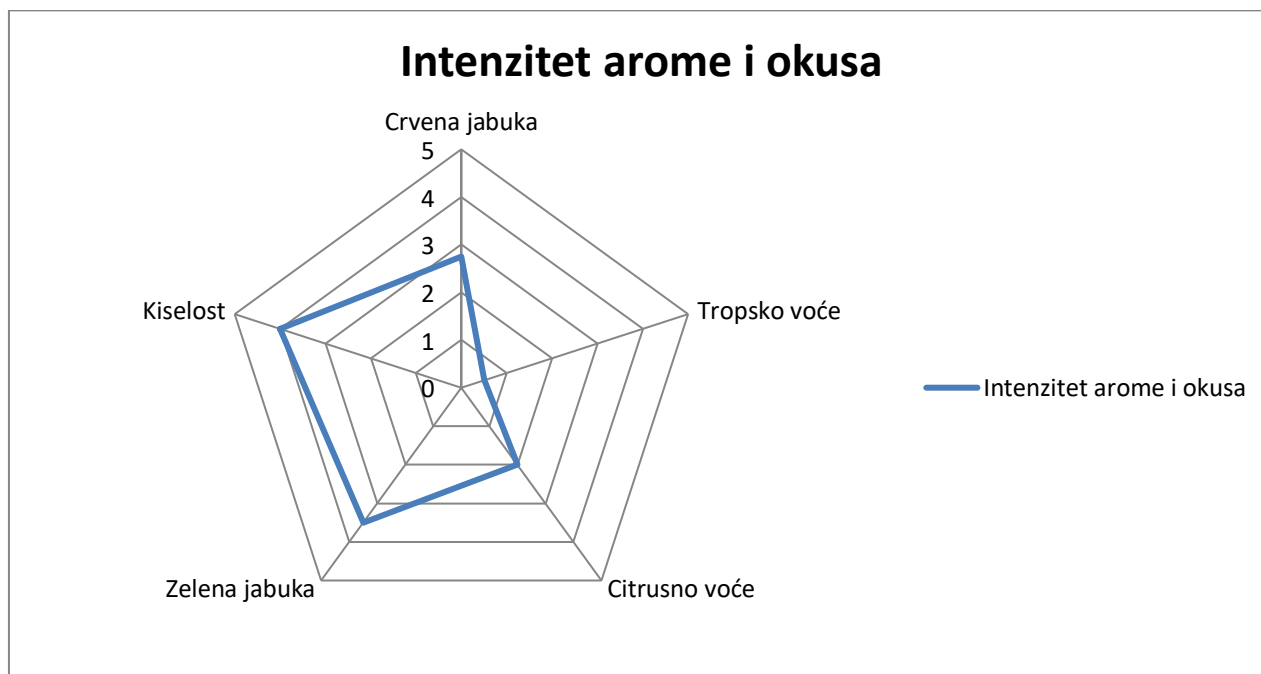 Intenzitet arome i okusa
Crvena jabuka
5
4
3
2
1
0
Tropsko voće
Citrusno voće
Zelena jabuka
Kiselost
Intenzitet arome i okusa